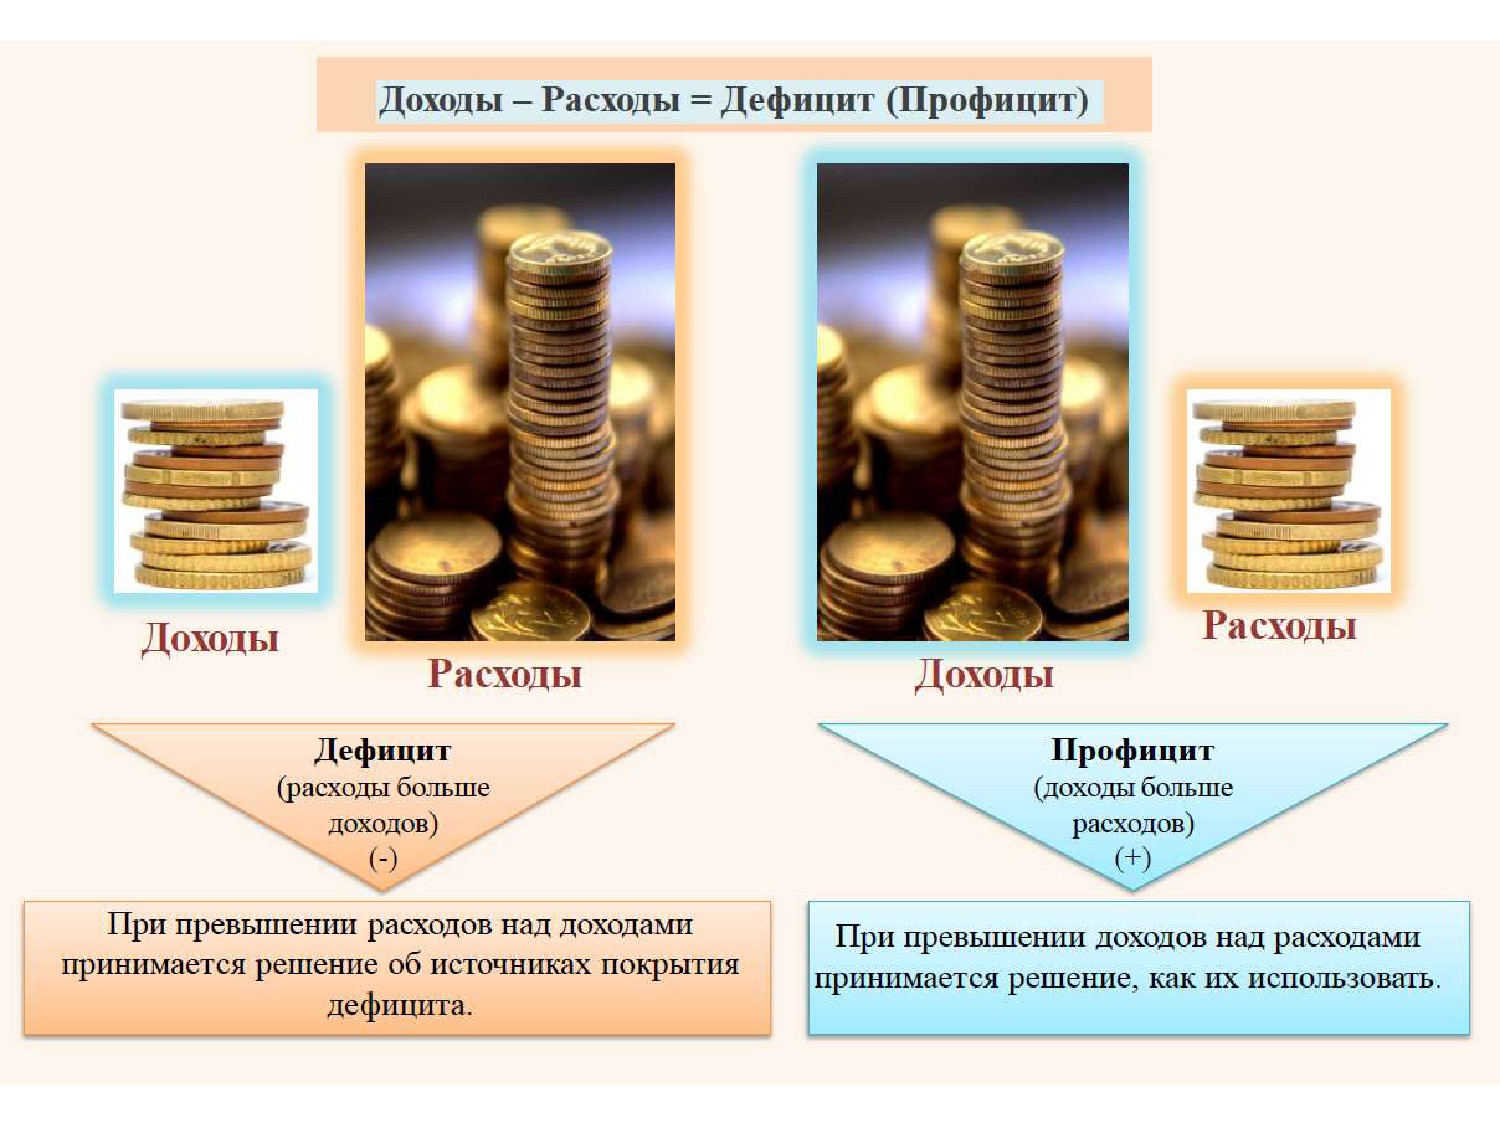 Доходы – Расходы = Дефицит (Профицит)
Доходы
Расходы
Доходы
Расходы
Дефицит
(расходы больше
доходов)
(-)
При превышении расходов над доходами
принимается решение об источниках покрытия
дефицита.
Профицит
(доходы больше
расходов)
(+)
При превышении доходов над расходами
принимается решение, как их использовать.